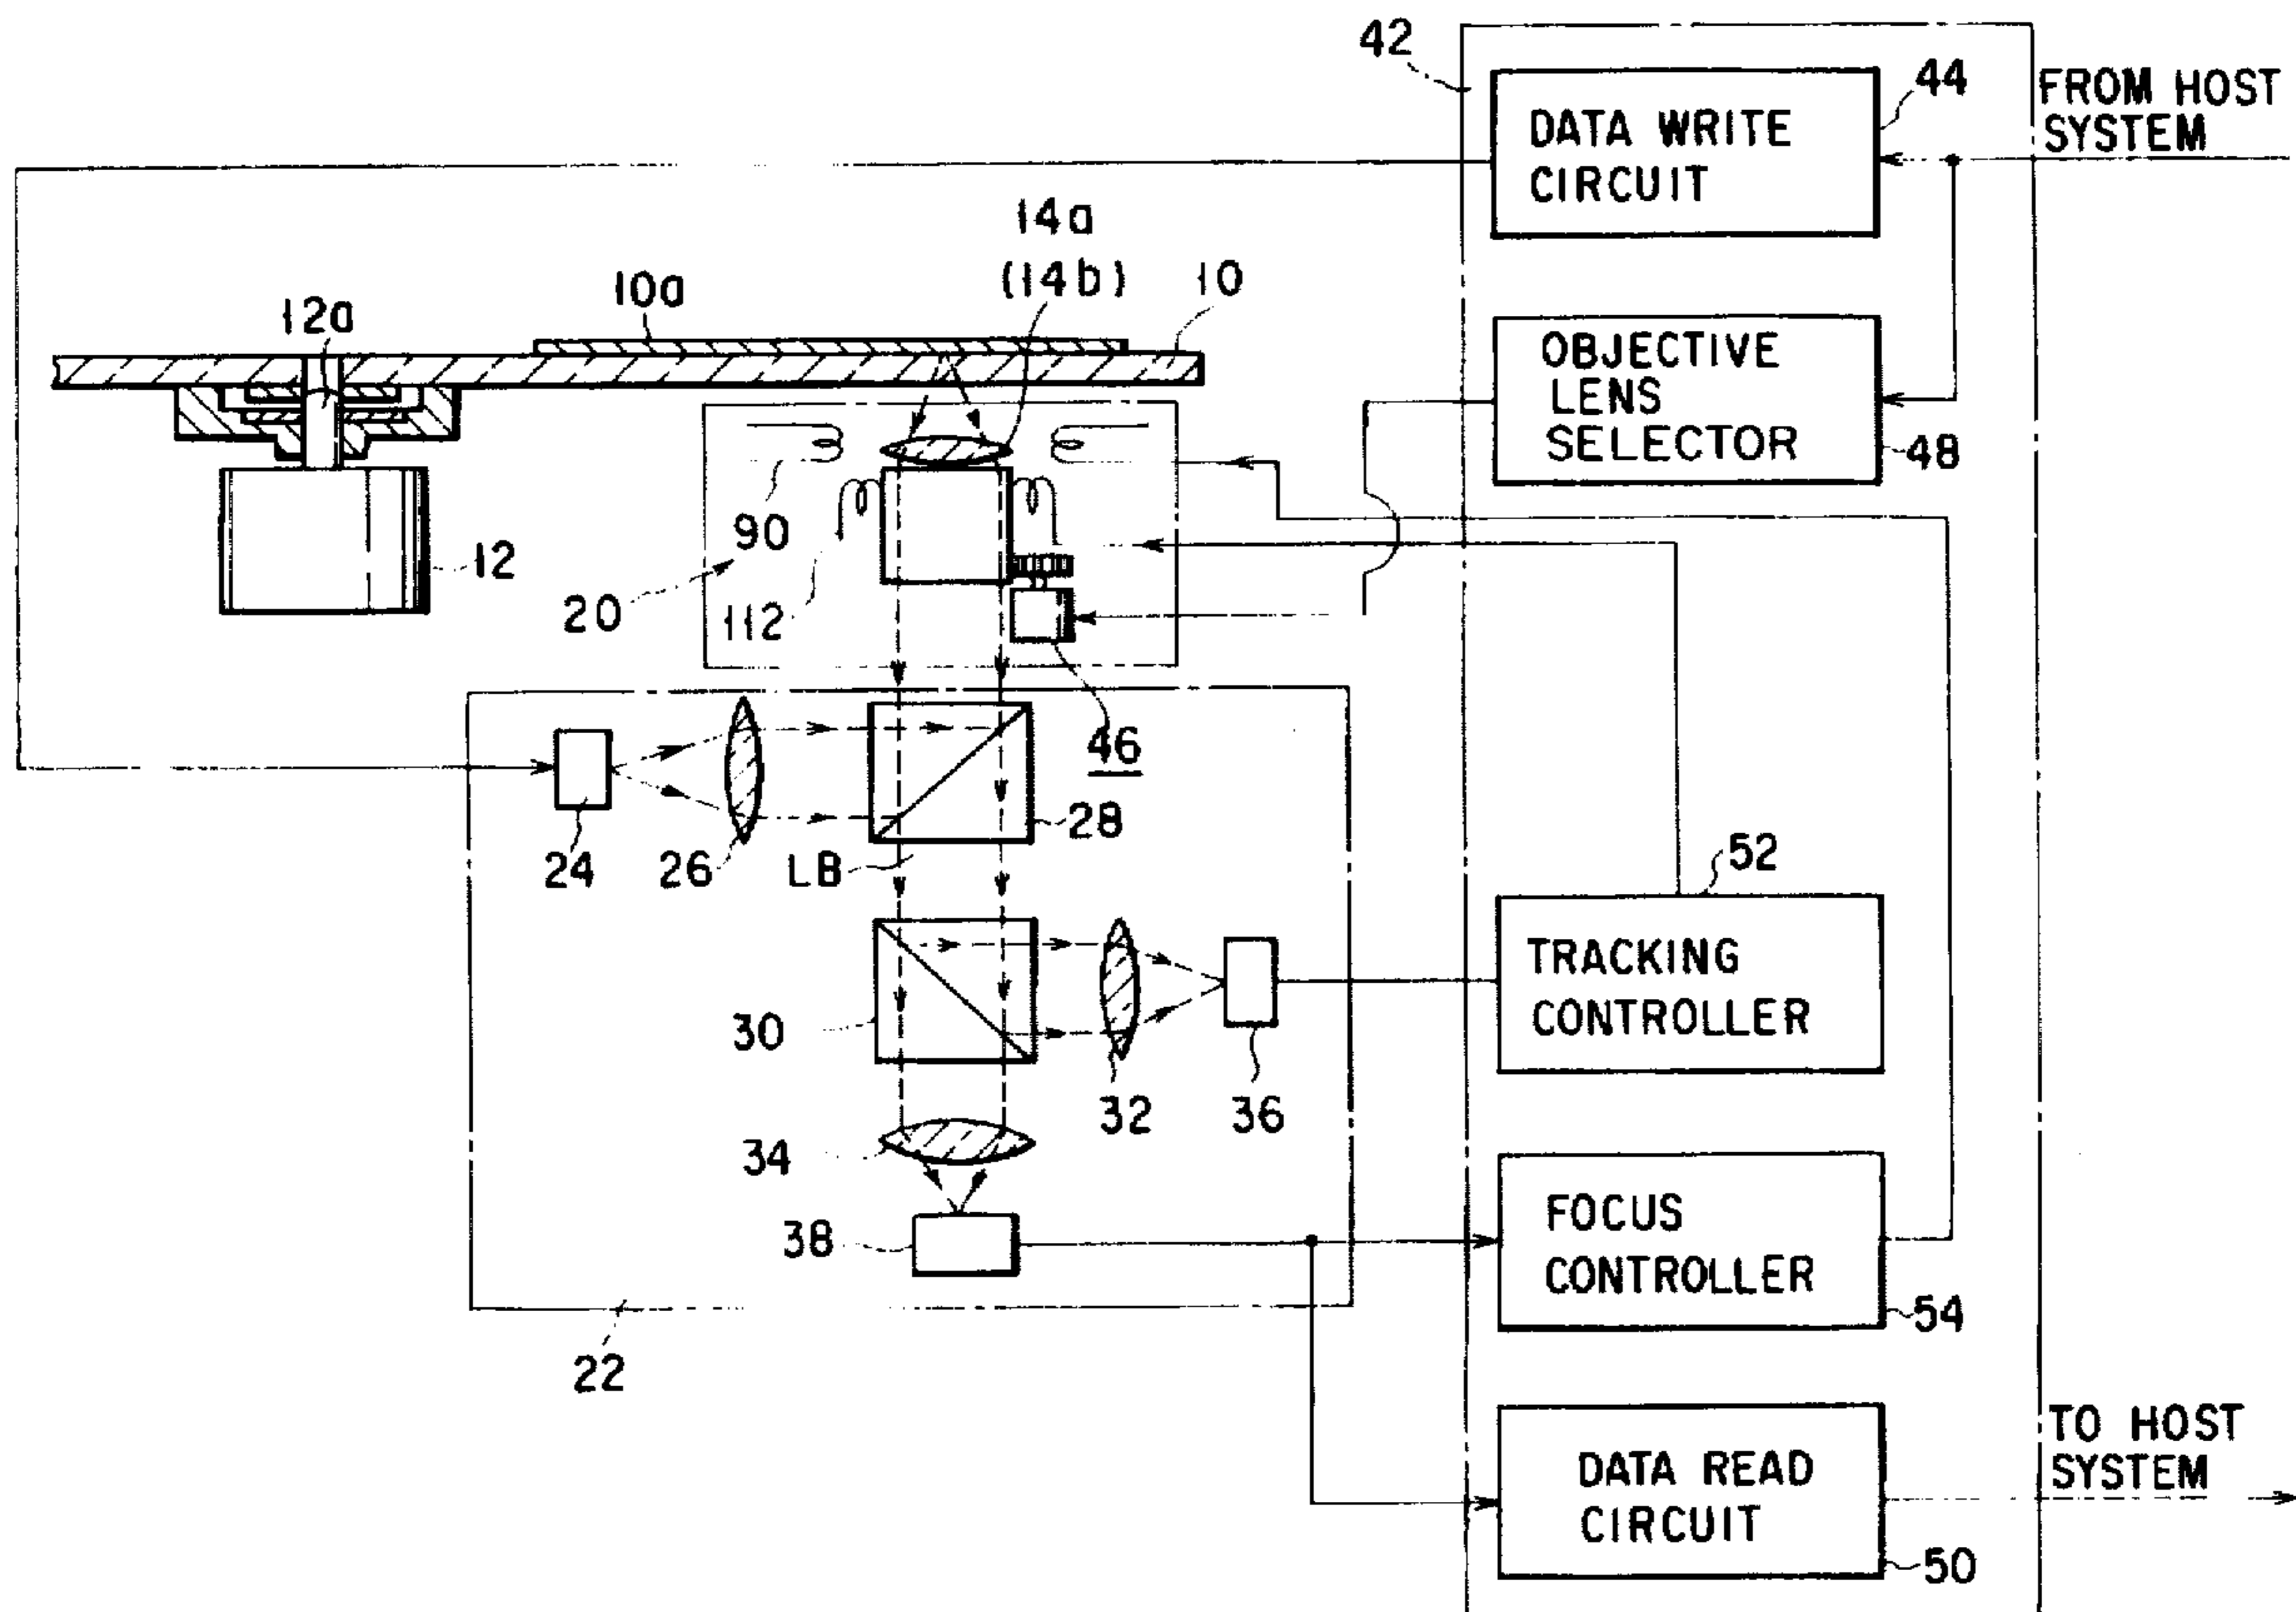 42
44
FROM HOST
SYSTEM
DATA WRITE
CIRCUIT
14a
(14b)
10
10a
12a
OBJECTIVE
LENS
SELECTOR
48
90
12
20
112
46
28
24
26
LB
52
TRACKING
CONTROLLER
30
32
36
34
38
FOCUS
CONTROLLER
54
22
TO HOST
SYSTEM
DATA READ
CIRCUIT
50